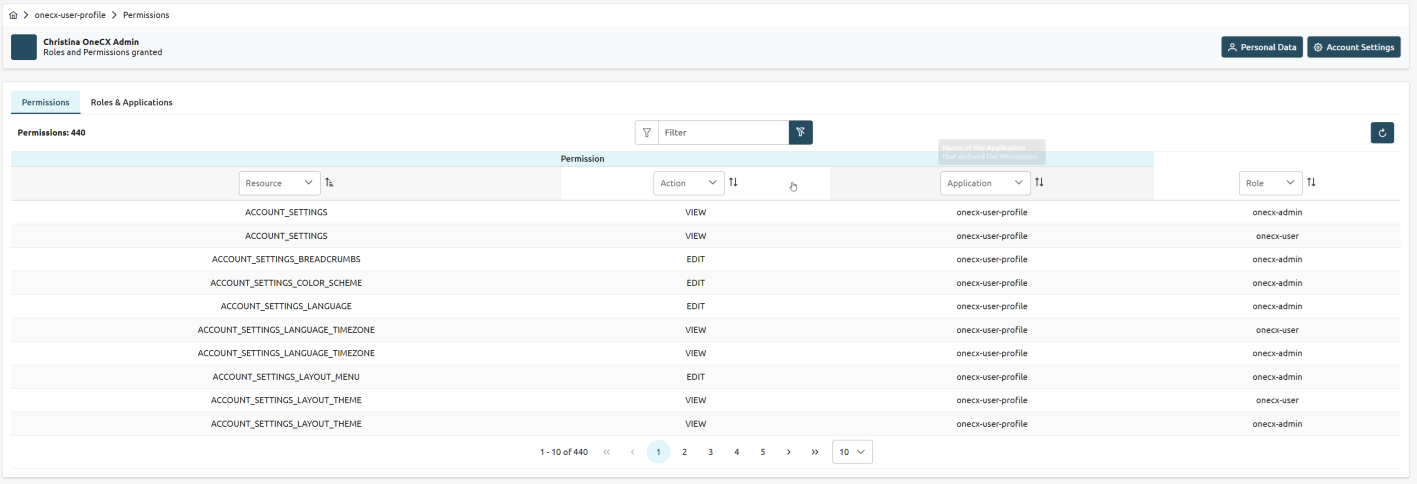 onecx-user-profile Permissions
Christina OneCX Admin
Roles and Permissions granted
Personal Data Account Settings
Permissions Roles & Applications
Permissions: 440 Filter
Name of the Application
that defined the Permission
Permission
Resource Action Application Role
ACCOUNT_SETTINGS VIEW onecx-user-profile onecx-admin
ACCOUNT_SETTINGS VIEW onecx-user-profile onecx-user
ACCOUNT_SETTINGS_BREADCRUMBS EDIT onecx-user-profile onecx-admin
ACCOUNT_SETTINGS_COLOR_SCHEME EDIT onecx-user-profile onecx-admin
ACCOUNT_SETTINGS_LANGUAGE EDIT onecx-user-profile onecx-admin
ACCOUNT_SETTINGS_LANGUAGE_TIMEZONE VIEW onecx-user-profile onecx-user
ACCOUNT_SETTINGS_LANGUAGE_TIMEZONE VIEW onecx-user-profile onecx-admin
ACCOUNT_SETTINGS_LAYOUT_MENU EDIT onecx-user-profile onecx-admin
ACCOUNT_SETTINGS_LAYOUT_THEME VIEW onecx-user-profile onecx-user
ACCOUNT_SETTINGS_LAYOUT_THEME VIEW onecx-user-profile onecx-admin
1 - 10 of 440 1 2 3 4 5 10